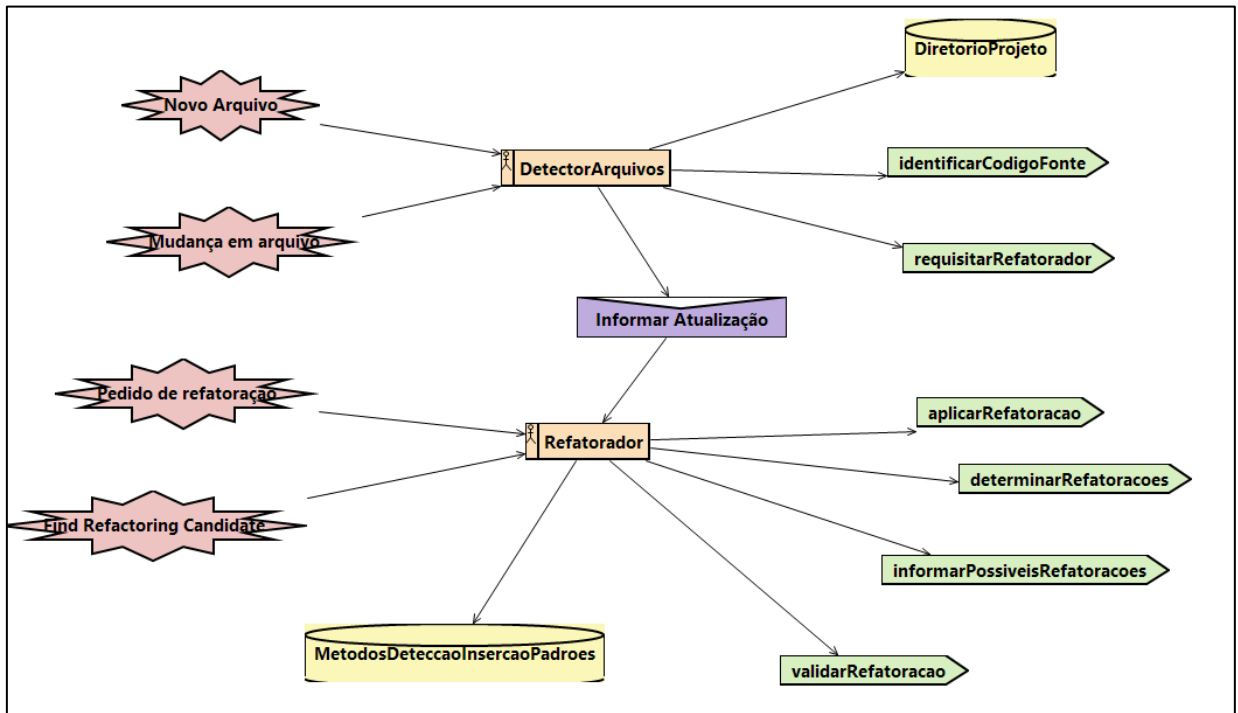 DiretorioProjeto
Novo Arquivo
DetectorArquivos
identificarCodigoFonte
Mudança em arquivo
requisitarRefatorador
Informar Atualização
Pedido de refatoração
aplicarRefatoracao
Refatorador
determinarRefatoracoes
Find Refactoring Candidate
informarPossiveisRefatoracoes
MetodosDeteccaoInsercaoPadroes
validarRefatoracao